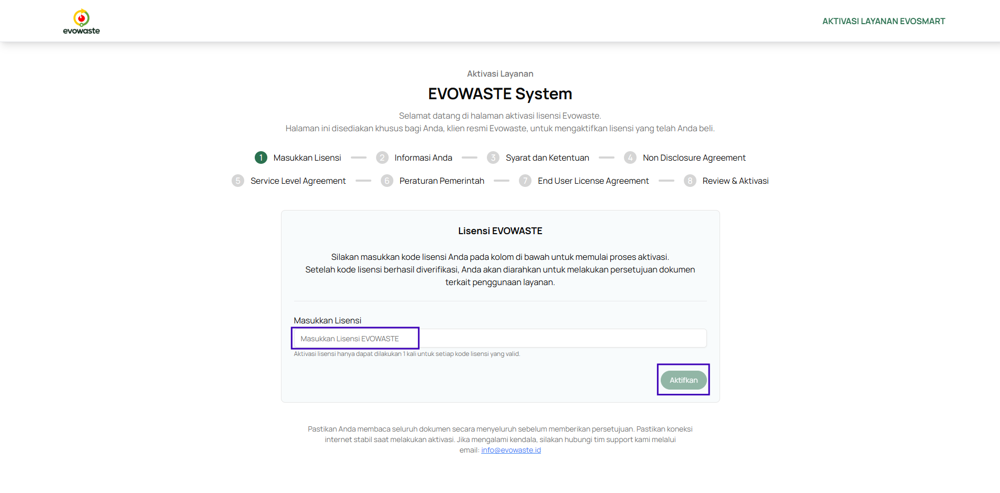 evowaste
AKTIVASI LAYANAN EVOSMART
Aktivasi Layanan
EVOWASTE System
Selamat datang di halaman aktivasi lisensi Evowaste.
Halaman ini disediakan khusus bagi Anda, klien resmi Evowaste, untuk mengaktifkan lisensi yang telah Anda beli.
1 Masukkan Lisensi 2 Informasi Anda 3 Syarat dan Ketentuan 4 Non Disclosure Agreement
5 Service Level Agreement 6 Peraturan Pemerintah 7 End User License Agreement 8 Review & Aktivasi
Lisensi EVOWASTE
Silakan masukkan kode lisensi Anda pada kolom di bawah untuk memulai proses aktivasi.
Setelah kode lisensi berhasil diverifikasi, Anda akan diarahkan untuk melakukan persetujuan dokumen
terkait penggunaan layanan.
Masukkan Lisensi
Masukkan Lisensi EVOWASTE
Aktivasi lisensi hanya dapat dilakukan 1 kali untuk setiap kode lisensi yang valid.
Aktifkan
Pastikan Anda membaca seluruh dokumen secara menyeluruh sebelum memberikan persetujuan. Pastikan koneksi
internet stabil saat melakukan aktivasi. Jika mengalami kendala, silakan hubungi tim support kami melalui
email: info@evowaste.id